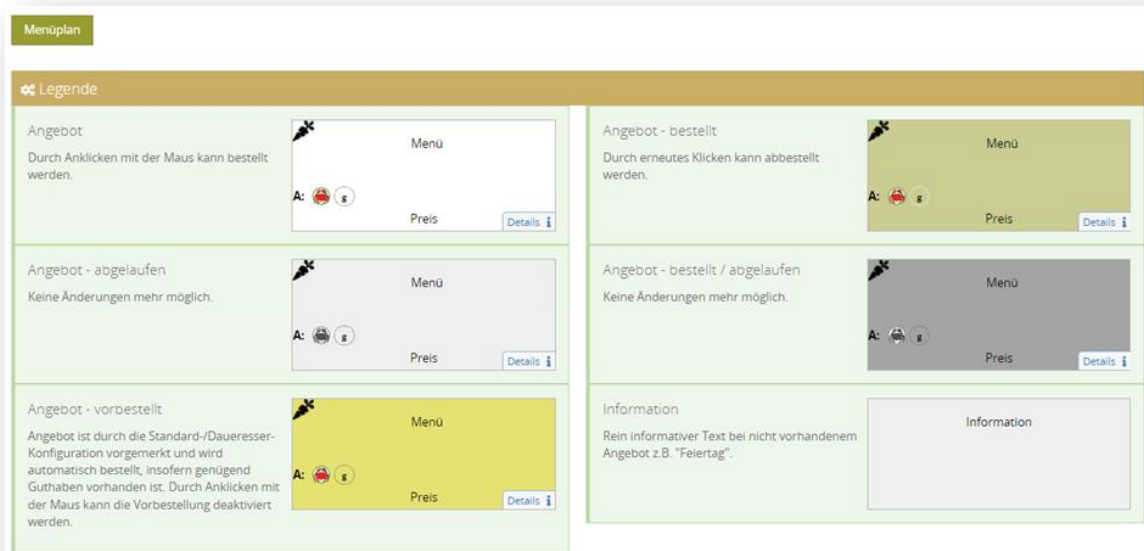 Menüplan
Legende
Angebot
Durch Anklicken mit der Maus kann bestellt
werden.
Menü
A: g
Preis
Details i
Angebot - bestellt
Durch erneutes Klicken kann abbestellt
werden.
Menü
A: g
Preis
Details i
Angebot - abgelaufen
Keine Änderungen mehr möglich.
Menü
A: g
Preis
Details i
Angebot - bestellt / abgelaufen
Keine Änderungen mehr möglich.
Menü
A: g
Preis
Details i
Angebot - vorbestellt
Angebot ist durch die Standard-/Daueresser-
Konfiguration vorgemerkt und wird
automatisch bestellt, insofern genügend
Guthaben vorhanden ist. Durch Anklicken mit
der Maus kann die Vorbestellung deaktiviert
werden.
Menü
A: g
Preis
Details i
Information
Rein informativer Text bei nicht vorhandenem
Angebot z.B. "Feiertag".
Information